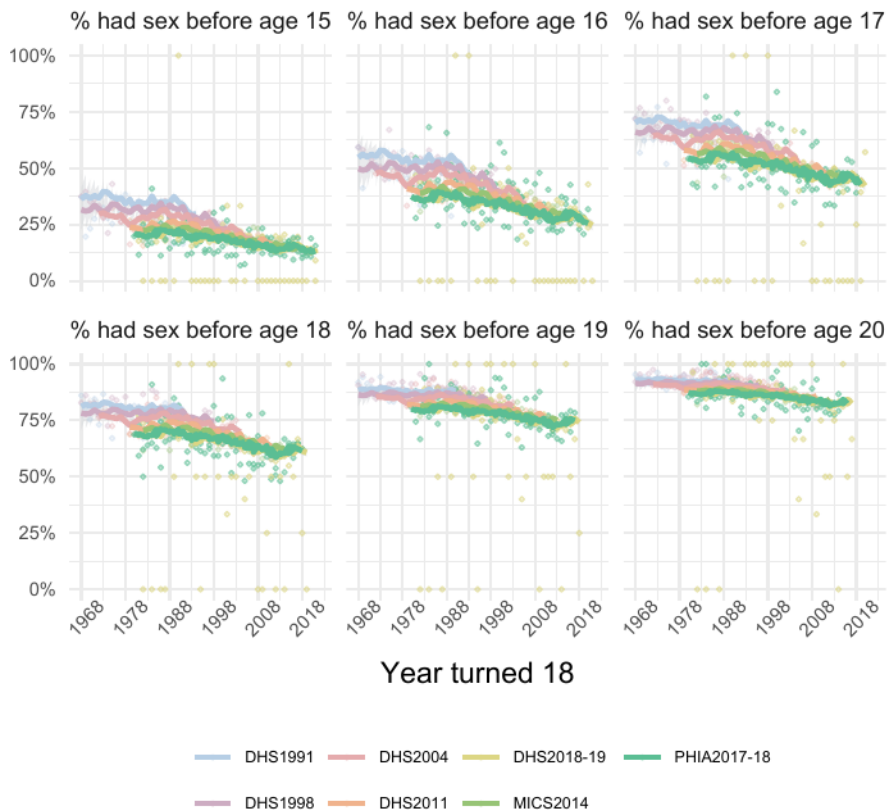 % had sex before age 15 % had sex before age 16 % had sex before age 17
100%
75%
50%
25%
0%
% had sex before age 18 % had sex before age 19 % had sex before age 20
100%
75%
50%
25%
0%
1968 1978 1988 1998 2008 2018 1968 1978 1988 1998 2008 2018 1968 1978 1988 1998 2008 2018
Year turned 18
DHS1991 DHS2004 DHS2018-19 PHIA2017-18
DHS1998 DHS2011 MICS2014